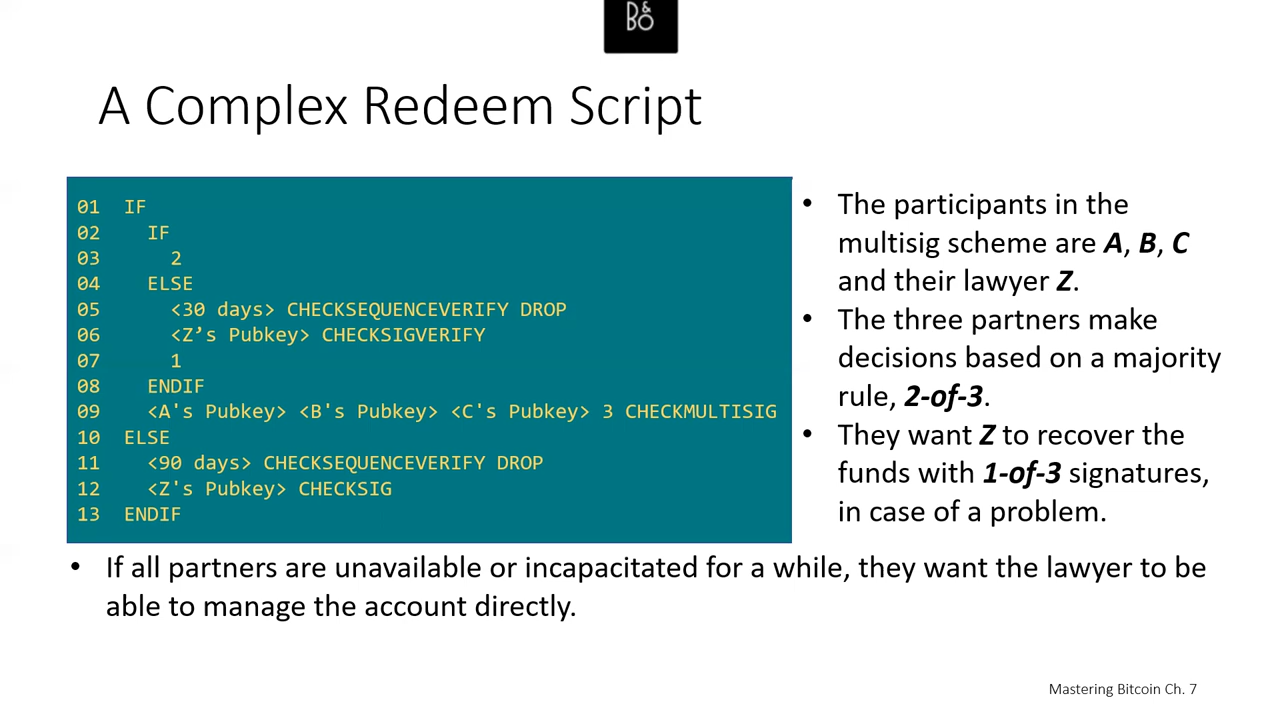 D&
BO
A Complex Redeem Script
01 IF
02 IF
03 2
04 ELSE
05 <30 days> CHECKSEQUENCEVERIFY DROP
06 <Z’s Pubkey> CHECKSIGVERIFY
07 1
08 ENDIF
09 <A's Pubkey> <B's Pubkey> <C's Pubkey> 3 CHECKMULTISIG
10 ELSE
11 <90 days> CHECKSEQUENCEVERIFY DROP
12 <Z's Pubkey> CHECKSIG
13 ENDIF
• The participants in the
multisig scheme are A, B, C
and their lawyer Z.
• The three partners make
decisions based on a majority
rule, 2-of-3.
• They want Z to recover the
funds with 1-of-3 signatures,
in case of a problem.
• If all partners are unavailable or incapacitated for a while, they want the lawyer to be
able to manage the account directly.
Mastering Bitcoin Ch. 7